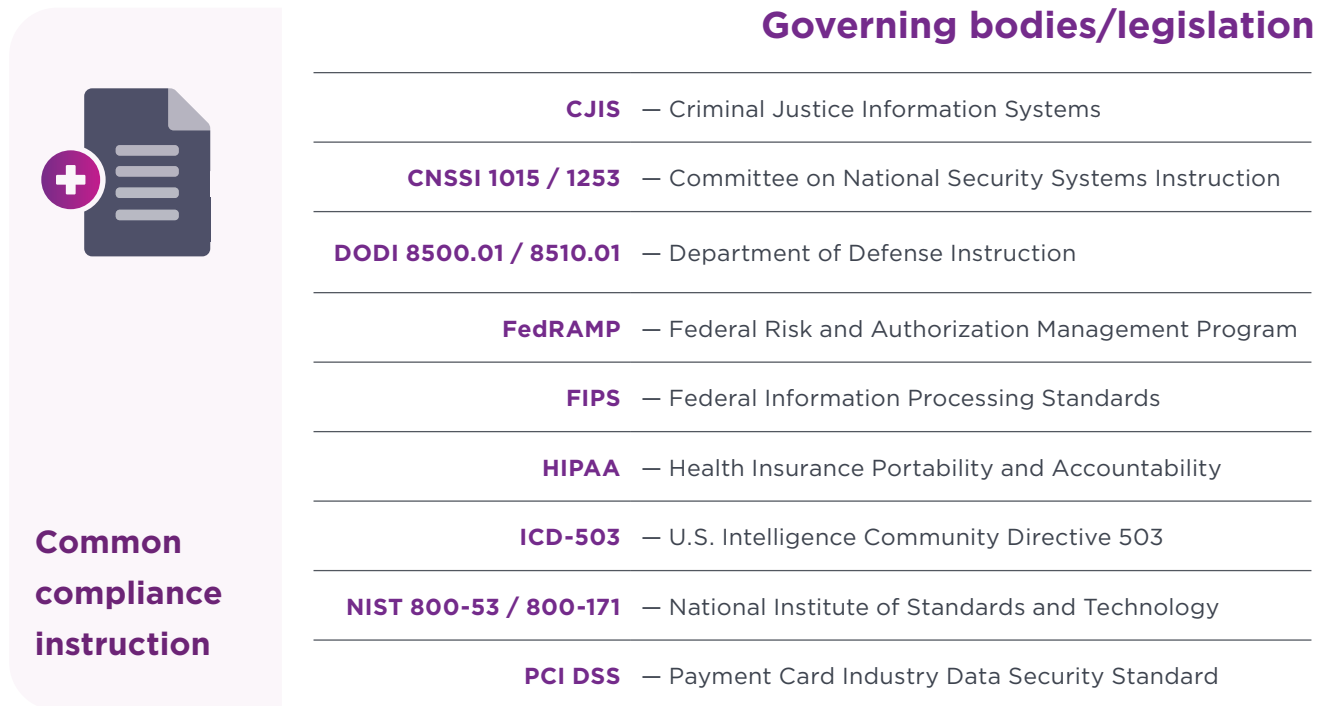 Governing bodies/legislation
CJIS — Criminal Justice Information Systems
CNSSI 1015 / 1253 — Committee on National Security Systems Instruction
DODI 8500.01 / 8510.01 — Department of Defense Instruction
FedRAMP — Federal Risk and Authorization Management Program
FIPS — Federal Information Processing Standards
HIPAA — Health Insurance Portability and Accountability
ICD-503 — U.S. Intelligence Community Directive 503
NIST 800-53 / 800-171 — National Institute of Standards and Technology
PCI DSS — Payment Card Industry Data Security Standard
Common
compliance
instruction